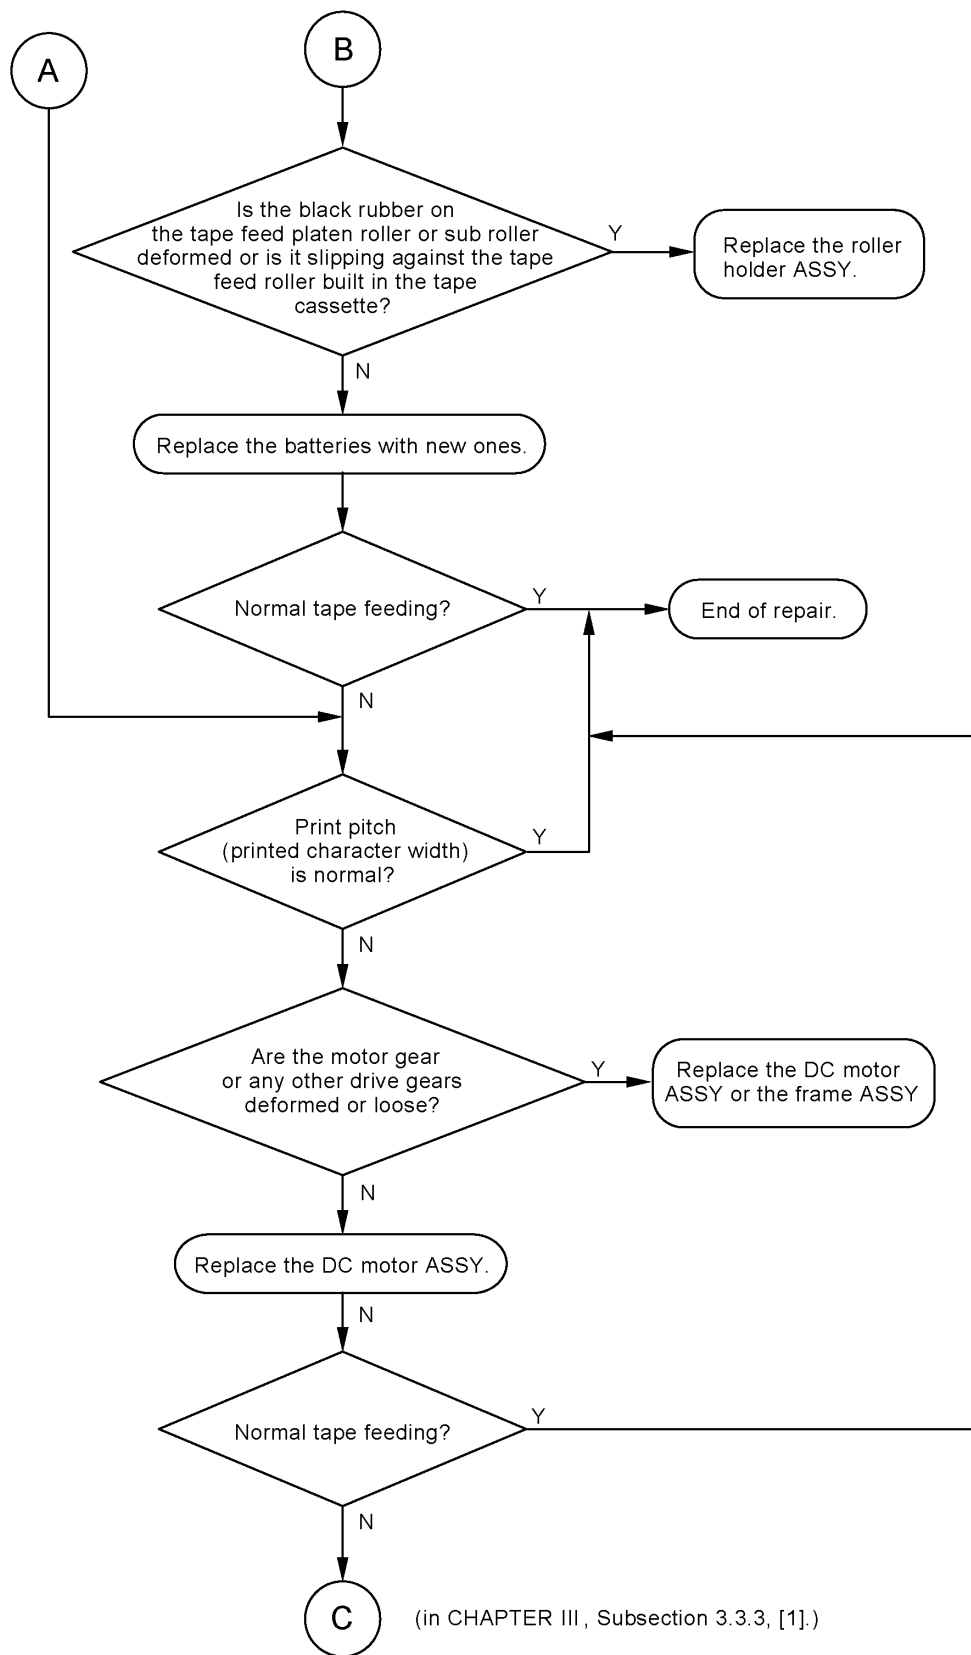 A
B
Is the black rubber on
the tape feed platen roller or sub roller
deformed or is it slipping against the tape
feed roller built in the tape
cassette?
Y
Replace the roller
holder ASSY.
N
Replace the batteries with new ones.
Normal tape feeding?
Y
End of repair.
N
Print pitch
(printed character width)
is normal?
Y
N
Are the motor gear
or any other drive gears
deformed or loose?
Y
Replace the DC motor
ASSY or the frame ASSY
N
Replace the DC motor ASSY.
N
Normal tape feeding?
Y
N
C
(in CHAPTER III, Subsection 3.3.3, [1].)